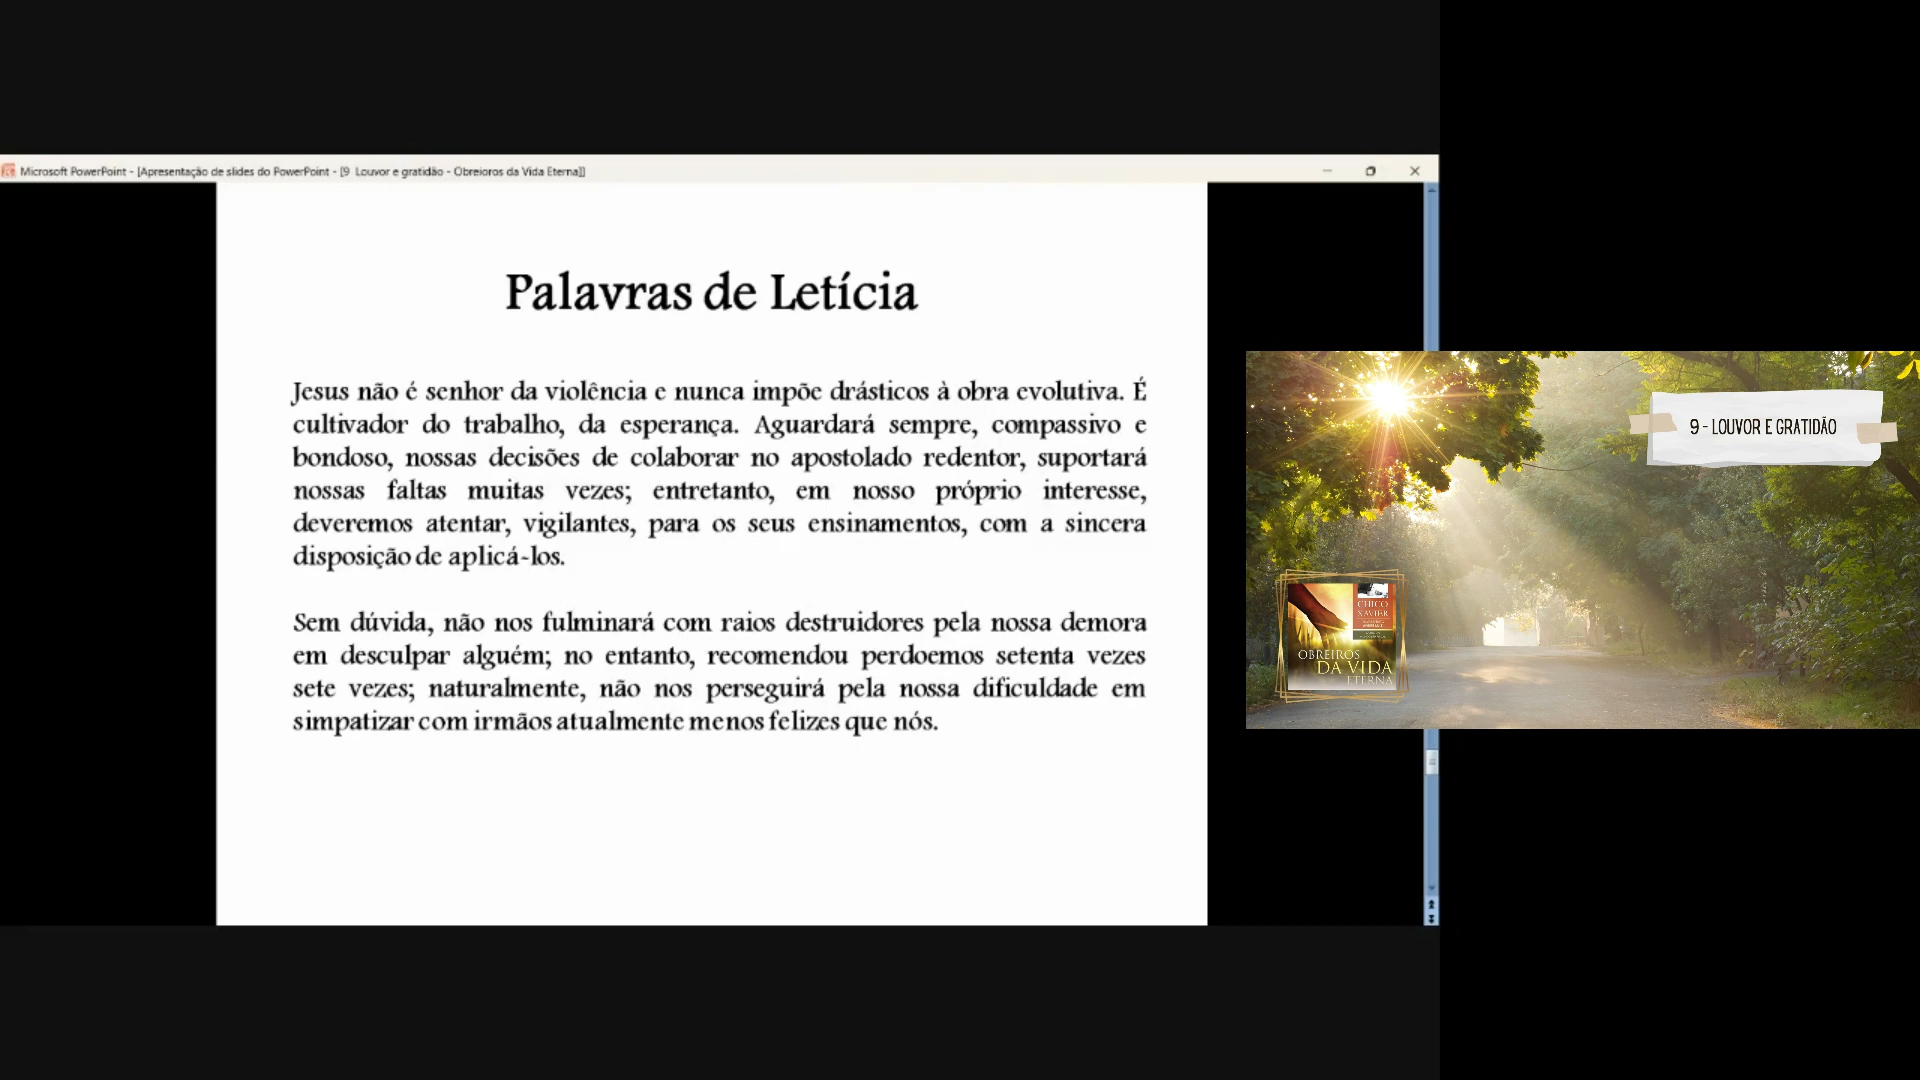 Microsoft PowerPoint - [Apresentação de slides do PowerPoint - [9 Louvor e gratidão - Obreioros da Vida Eterna]]
Palavras de Letícia
Jesus não é senhor da violência e nunca impõe drásticos à obra evolutiva. É
cultivador do trabalho, da esperança. Aguardará sempre, compassivo e
bondoso, nossas decisões de colaborar no apostolado redentor, suportará
nossas faltas muitas vezes; entretanto, em nosso próprio interesse,
deveremos atentar, vigilantes, para os seus ensinamentos, com a sincera
disposição de aplicá-los.
Sem dúvida, não nos fulminará com raios destruidores pela nossa demora
em desculpar alguém; no entanto, recomendou perdoemos setenta vezes
sete vezes; naturalmente, não nos perseguirá pela nossa dificuldade em
simpatizar com irmãos atualmente menos felizes que nós.
9 - LOUVOR E GRATIDÃO
CHICO
XAVIER
OBREIROS
DA VIDA
ETERNA